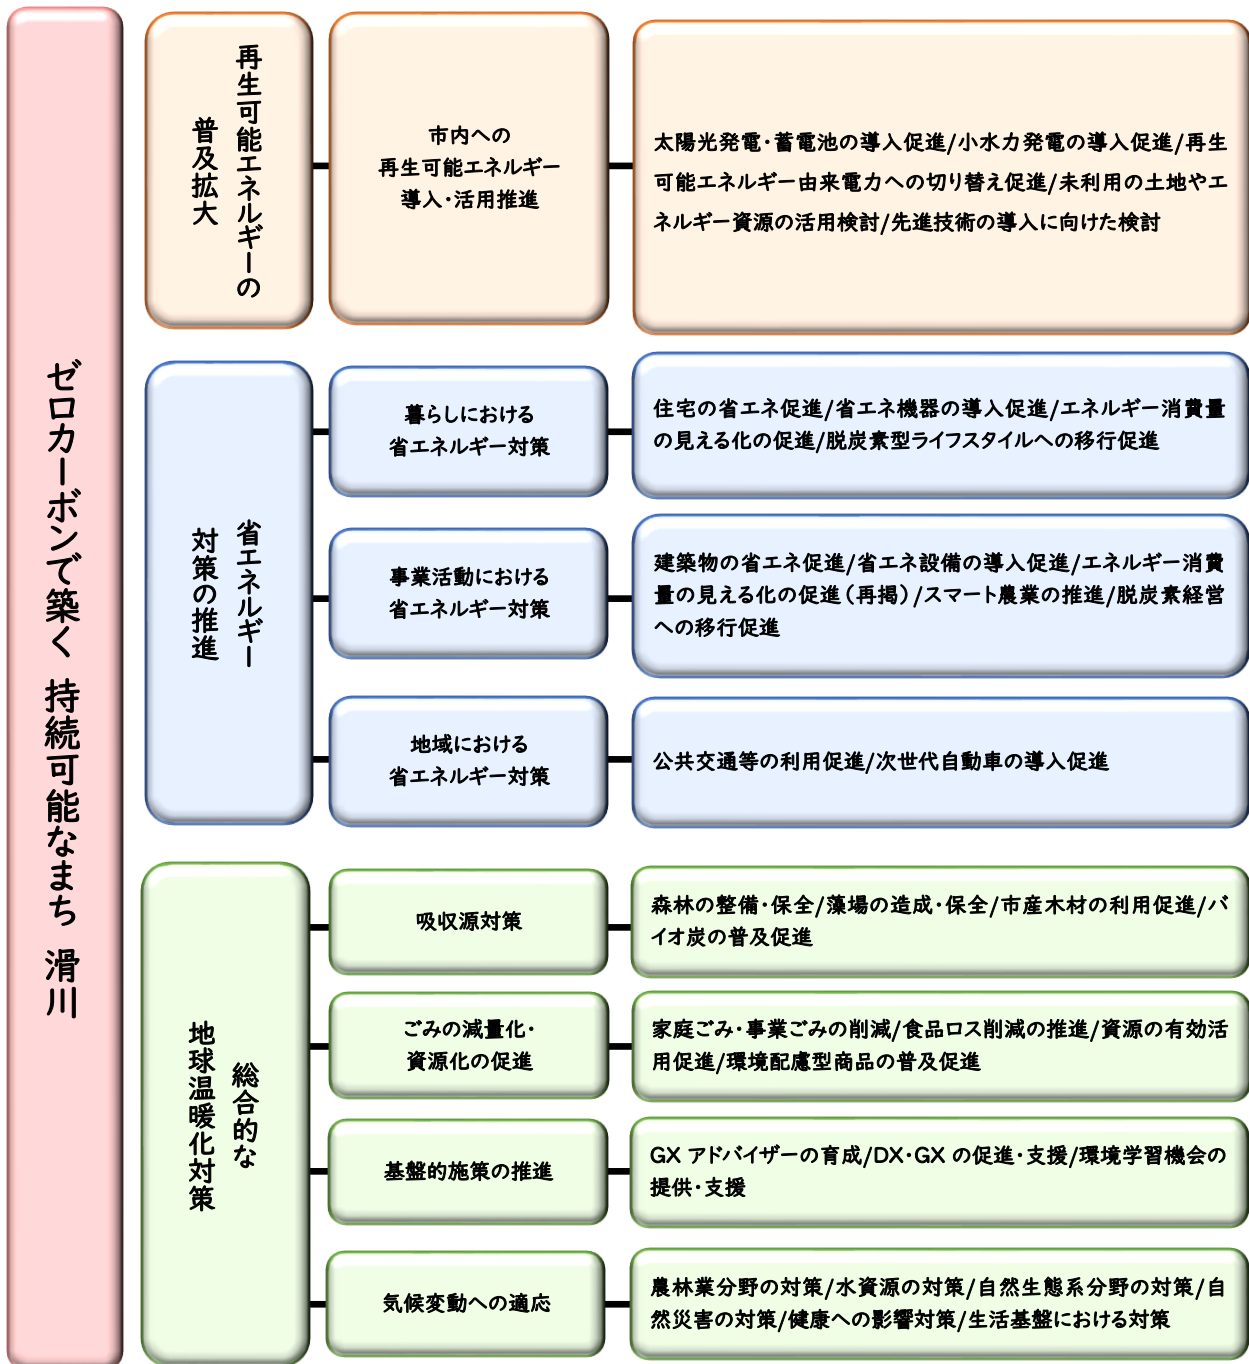 ゼロカーボンで築く 持続可能なまち 滑川
再生可能エネルギーの
普及拡大
市内への
再生可能エネルギー
導入・活用推進
太陽光発電・蓄電池の導入促進/小水力発電の導入促進/再生
可能エネルギー由来電力への切り替え促進/未利用の土地やエ
ネルギー資源の活用検討/先進技術の導入に向けた検討
省エネルギー
対策の推進
暮らしにおける
省エネルギー対策
住宅の省エネ促進/省エネ機器の導入促進/エネルギー消費量
の見える化の促進/脱炭素型ライフスタイルへの移行促進
事業活動における
省エネルギー対策
建築物の省エネ促進/省エネ設備の導入促進/エネルギー消費
量の見える化の促進(再掲)/スマート農業の推進/脱炭素経営
への移行促進
地域における
省エネルギー対策
公共交通等の利用促進/次世代自動車の導入促進
総合的な
地球温暖化対策
吸収源対策
森林の整備・保全/藻場の造成・保全/市産木材の利用促進/バ
イオ炭の普及促進
ごみの減量化・
資源化の促進
家庭ごみ・事業ごみの削減/食品ロス削減の推進/資源の有効活
用促進/環境配慮型商品の普及促進
基盤的施策の推進
GX アドバイザーの育成/DX・GX の促進・支援/環境学習機会の
提供・支援
気候変動への適応
農林業分野の対策/水資源の対策/自然生態系分野の対策/自
然災害の対策/健康への影響対策/生活基盤における対策